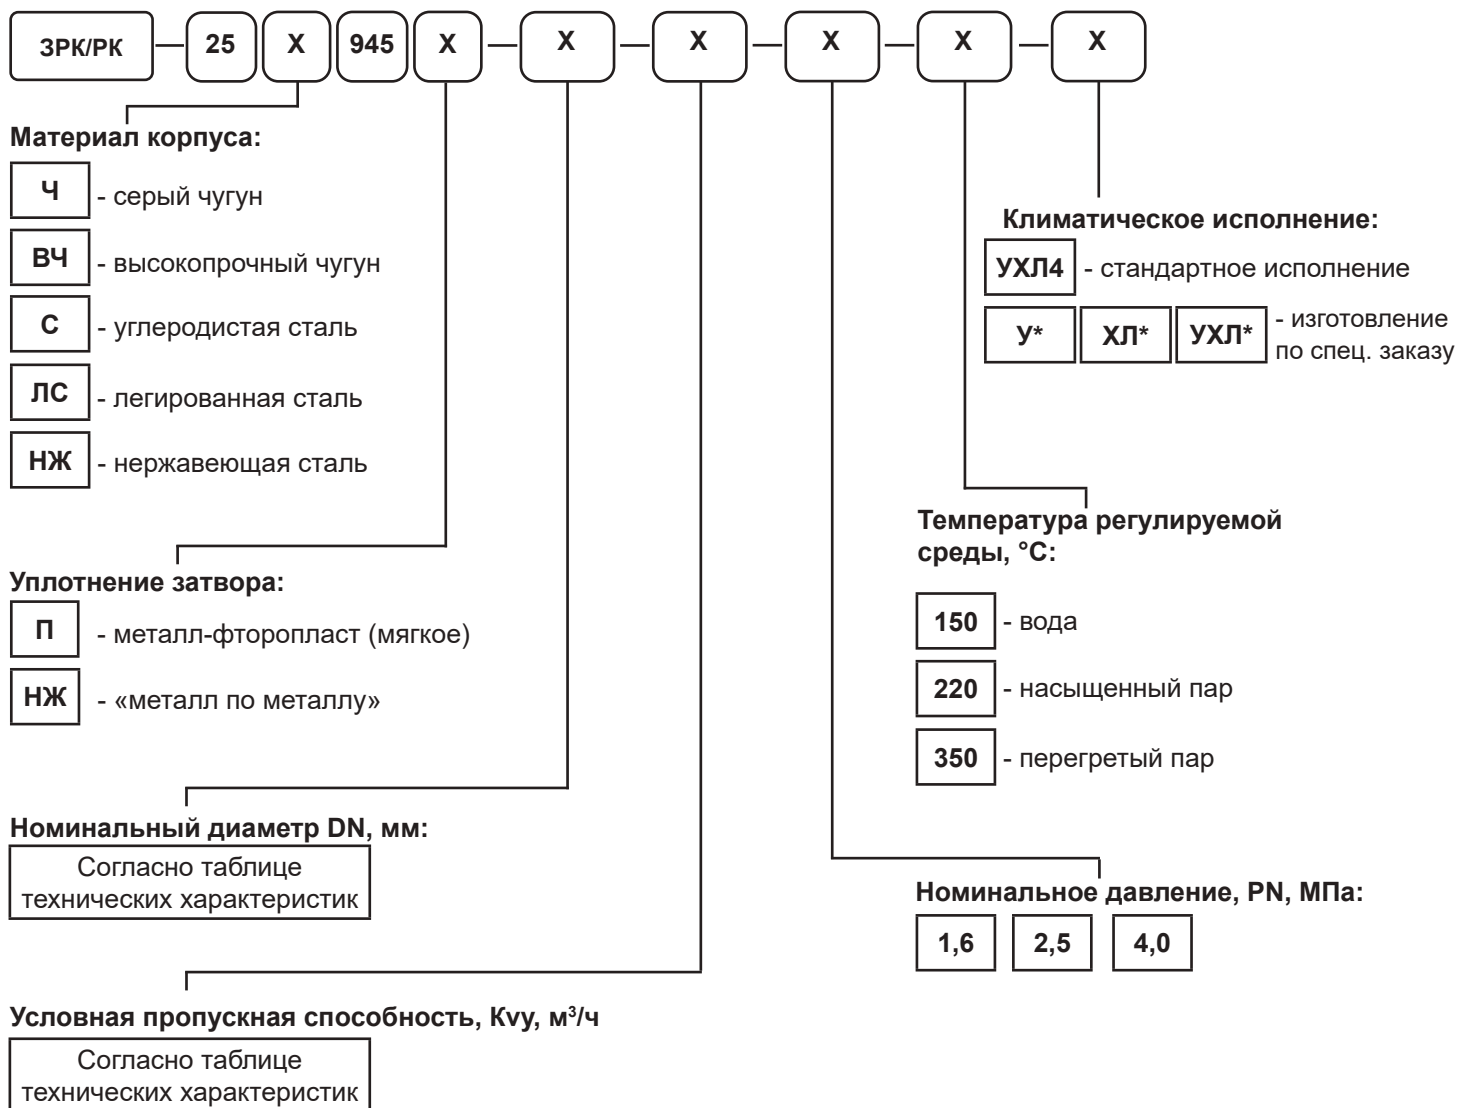 ЗРК/РК — 25 X 945 X — X — X — X — X — X
Материал корпуса:
Ч - серый чугун
ВЧ - высокопрочный чугун
С - углеродистая сталь
ЛС - легированная сталь
НЖ - нержавеющая сталь
Уплотнение затвора:
П - металл-фторопласт (мягкое)
НЖ - «металл по металлу»
Номинальный диаметр DN, мм:
Согласно таблице
технических характеристик
Условная пропускная способность, Kvy, м³/ч
Согласно таблице
технических характеристик
Климатическое исполнение:
УХЛ4 - стандартное исполнение
У* ХЛ* УХЛ* - изготовление
по спец. заказу
Температура регулируемой
среды, °С:
150 - вода
220 - насыщенный пар
350 - перегретый пар
Номинальное давление, PN, МПа:
1,6 2,5 4,0